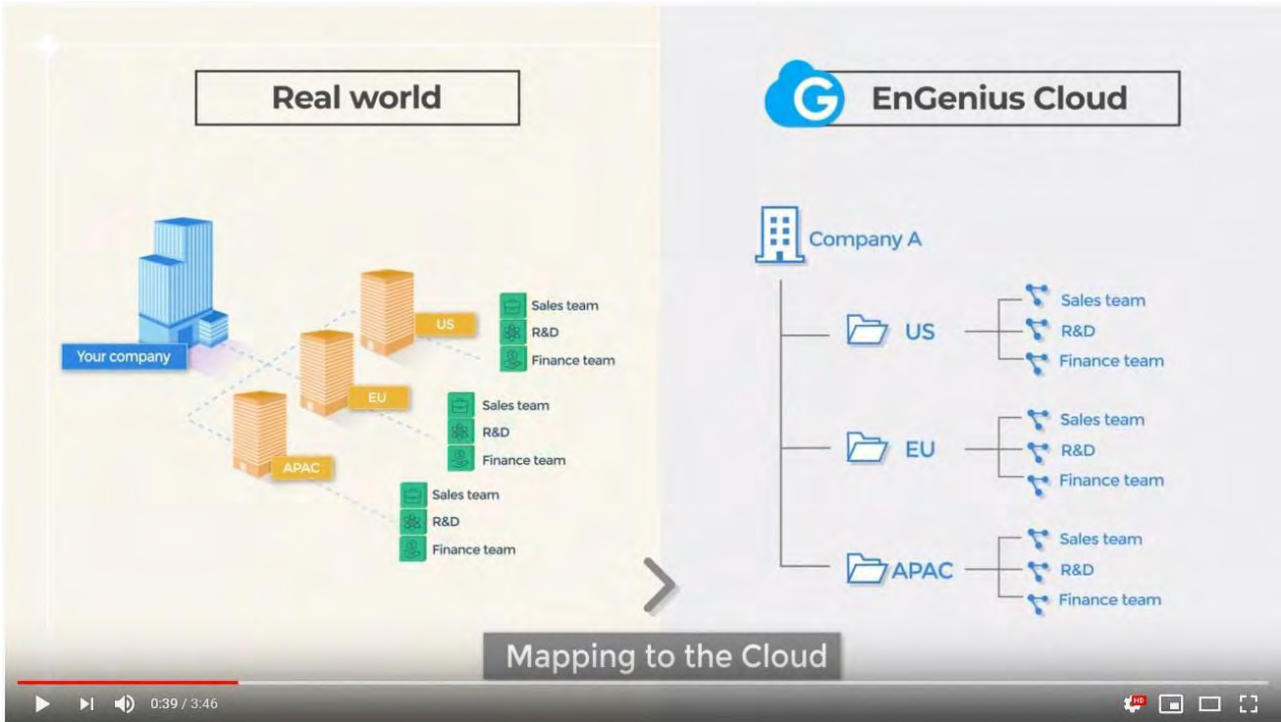 Real world
Your company
US
Sales team
R&D
Finance team
EU
Sales team
R&D
Finance team
APAC
Sales team
R&D
Finance team
G EnGenius Cloud
Company A
US
Sales team
R&D
Finance team
EU
Sales team
R&D
Finance team
APAC
Sales team
R&D
Finance team
Mapping to the Cloud
0:39 / 3:46
HD